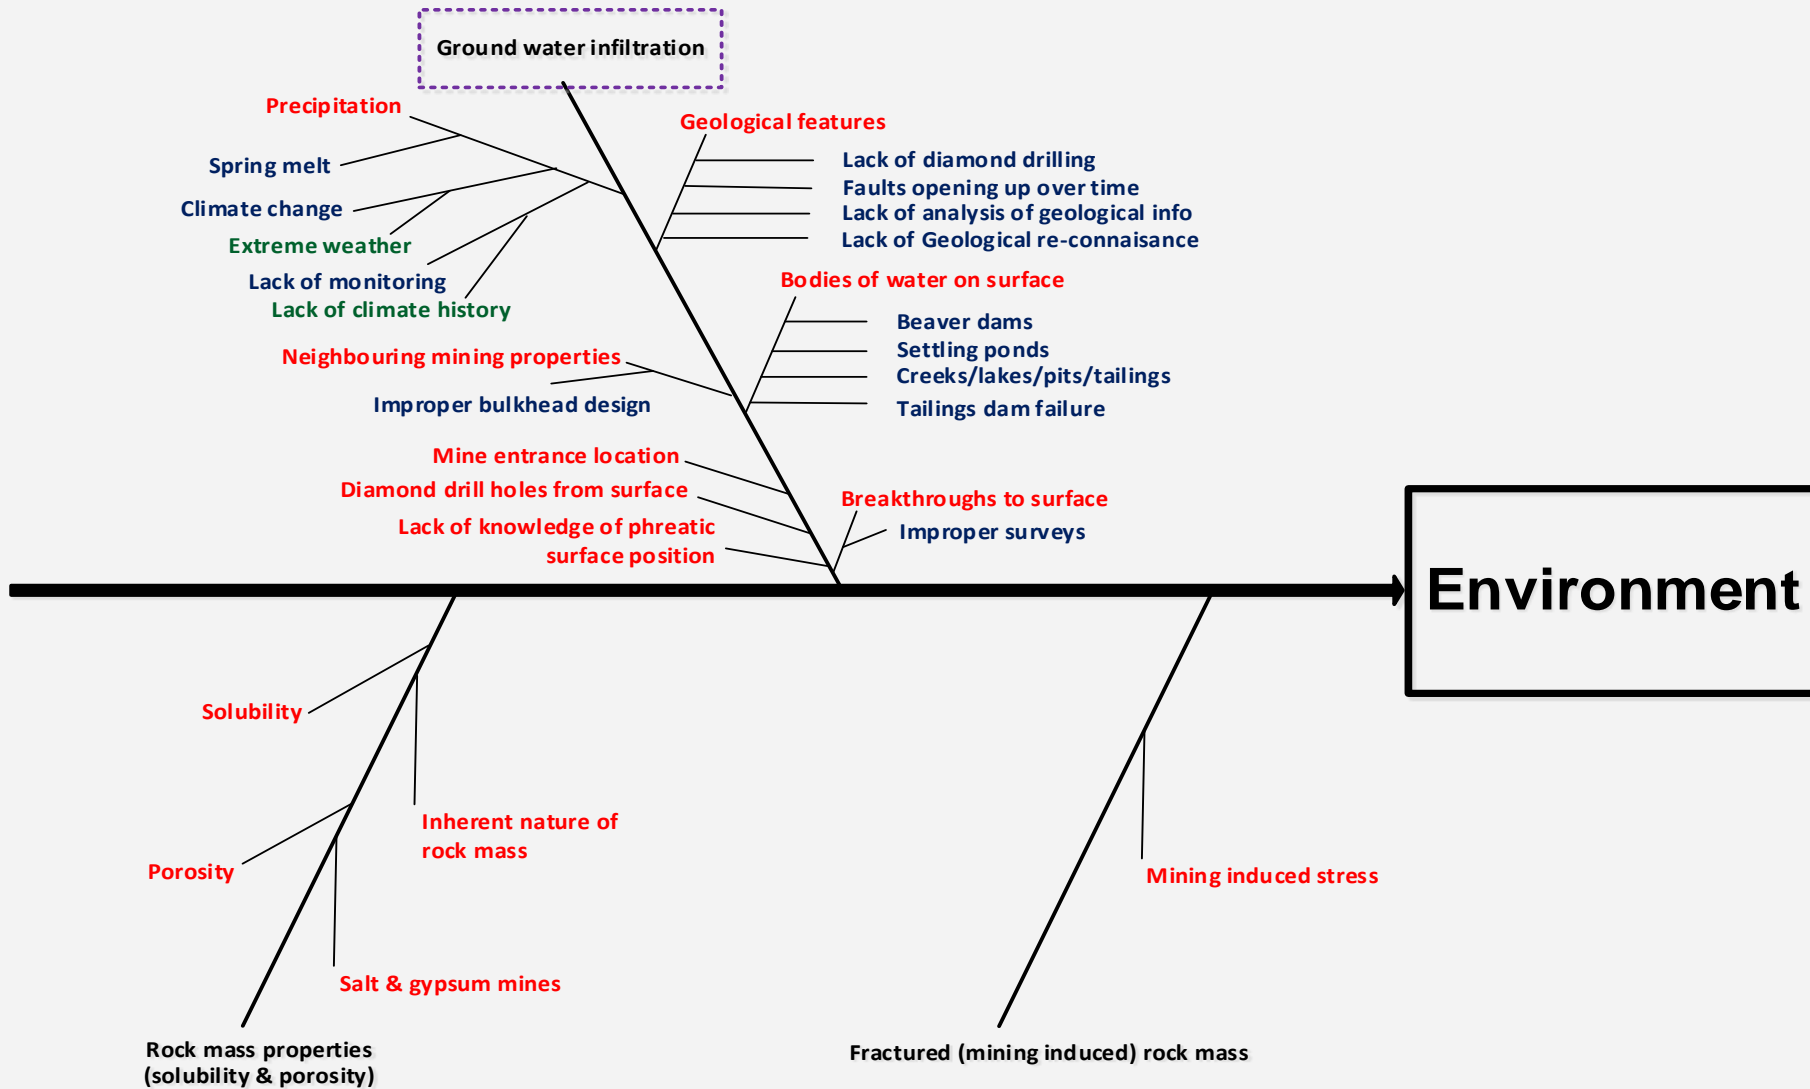 Ground water infiltration
Precipitation
Spring melt
Climate change
Extreme weather
Lack of monitoring
Lack of climate history
Geological features
Lack of diamond drilling
Faults opening up over time
Lack of analysis of geological info
Lack of Geological re-connaisance
Bodies of water on surface
Beaver dams
Settling ponds
Creeks/lakes/pits/tailings
Tailings dam failure
Neighbouring mining properties
Improper bulkhead design
Mine entrance location
Diamond drill holes from surface
Lack of knowledge of phreatic
surface position
Breakthroughs to surface
Improper surveys
Environment
Solubility
Inherent nature of
rock mass
Porosity
Salt & gypsum mines
Rock mass properties
(solubility & porosity)
Mining induced stress
Fractured (mining induced) rock mass